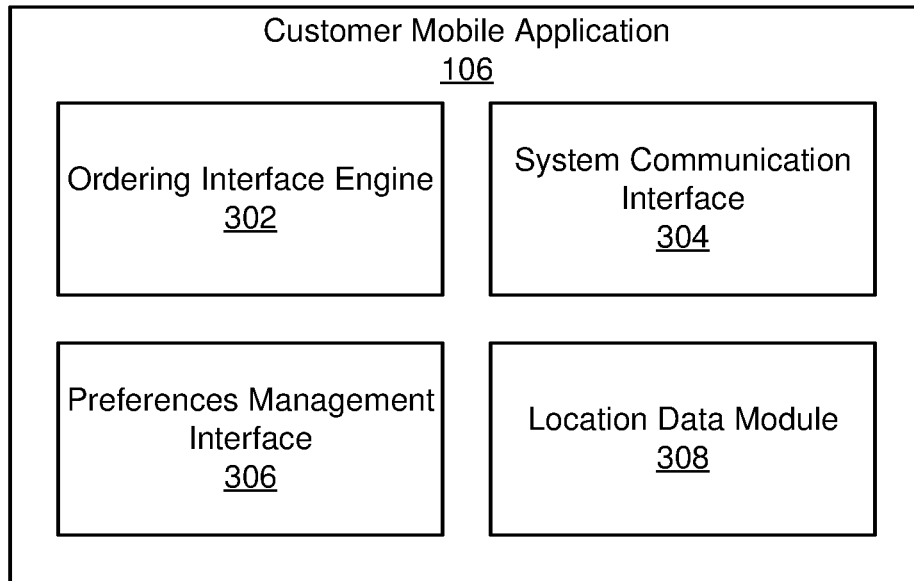 Customer Mobile Application
106
Ordering Interface Engine
302
System Communication
Interface
304
Preferences Management
Interface
306
Location Data Module
308